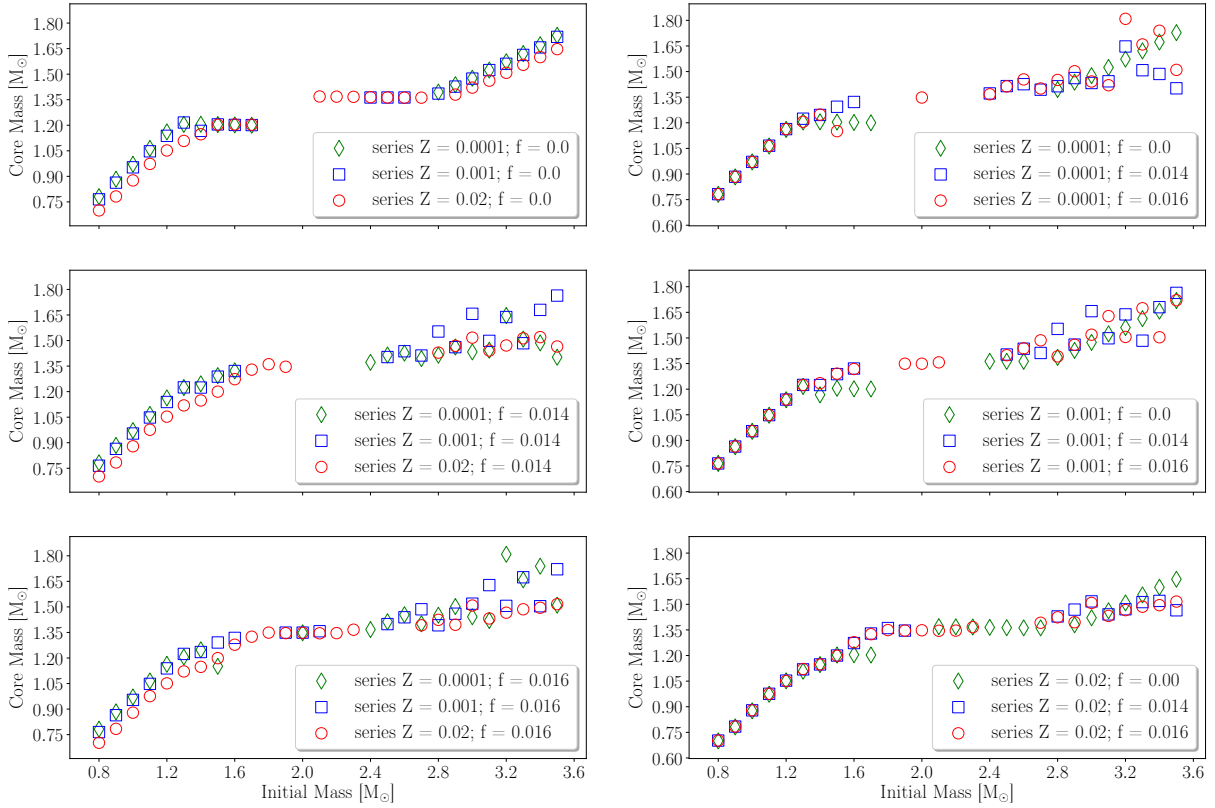 Core Mass [M⊙]
1.80
1.65
1.50
1.35
1.20
1.05
0.90
0.75
series Z = 0.0001; f = 0.0
series Z = 0.001; f = 0.0
series Z = 0.02; f = 0.0
Core Mass [M⊙]
1.80
1.65
1.50
1.35
1.20
1.05
0.90
0.75
0.60
series Z = 0.0001; f = 0.0
series Z = 0.0001; f = 0.014
series Z = 0.0001; f = 0.016
Core Mass [M⊙]
1.80
1.65
1.50
1.35
1.20
1.05
0.90
0.75
series Z = 0.0001; f = 0.014
series Z = 0.001; f = 0.014
series Z = 0.02; f = 0.014
Core Mass [M⊙]
1.80
1.65
1.50
1.35
1.20
1.05
0.90
0.75
0.60
series Z = 0.001; f = 0.0
series Z = 0.001; f = 0.014
series Z = 0.001; f = 0.016
Core Mass [M⊙]
1.80
1.65
1.50
1.35
1.20
1.05
0.90
0.75
series Z = 0.0001; f = 0.016
series Z = 0.001; f = 0.016
series Z = 0.02; f = 0.016
0.8 1.2 1.6 2.0 2.4 2.8 3.2 3.6
Initial Mass [M⊙]
Core Mass [M⊙]
1.80
1.65
1.50
1.35
1.20
1.05
0.90
0.75
0.60
series Z = 0.02; f = 0.00
series Z = 0.02; f = 0.014
series Z = 0.02; f = 0.016
0.8 1.2 1.6 2.0 2.4 2.8 3.2 3.6
Initial Mass [M⊙]